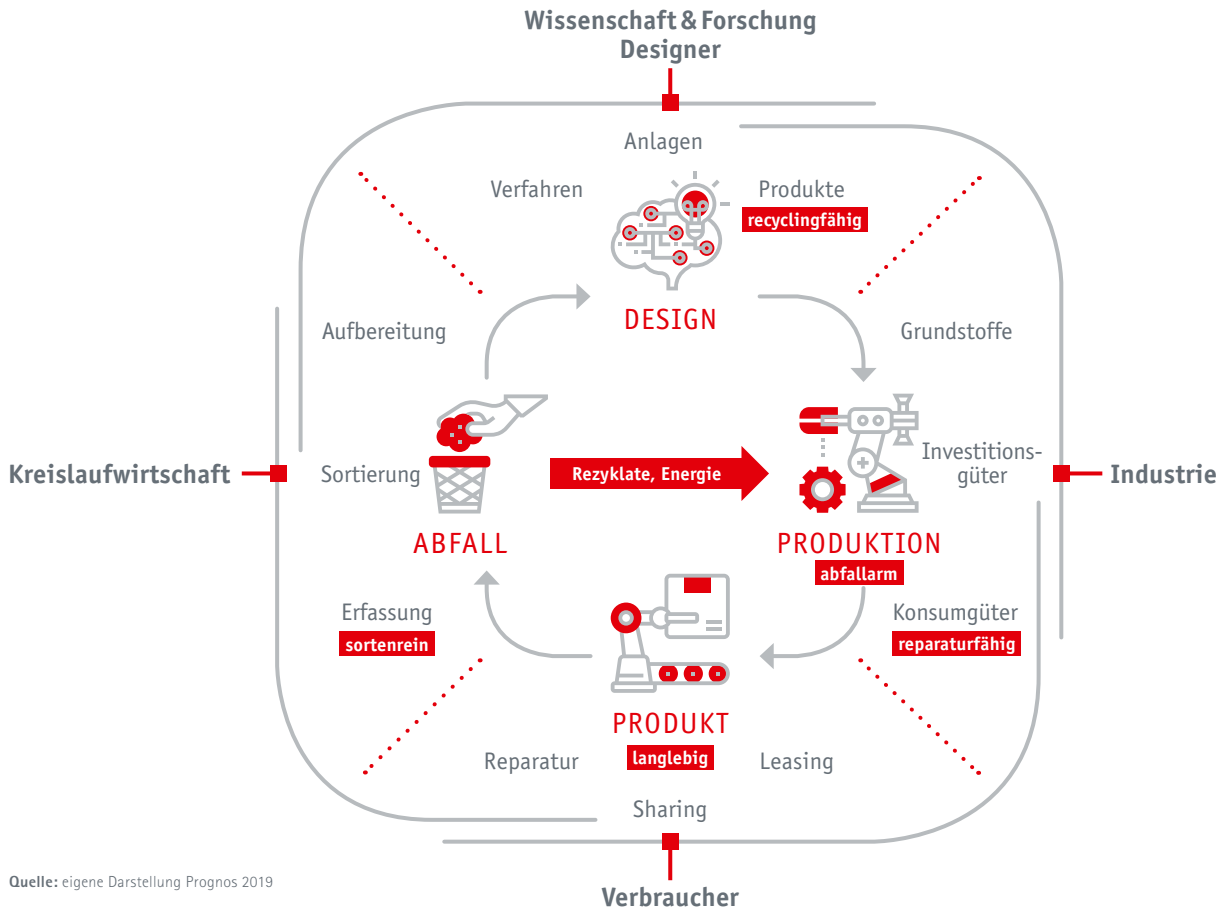 Wissenschaft & Forschung
Designer
Anlagen
Verfahren
Produkte
recyclingfähig
DESIGN
Aufbereitung
Grundstoffe
Kreislaufwirtschaft
Sortierung
Rezyklate, Energie
Investitions-
güter
Industrie
ABFALL
PRODUKTION
abfallarm
Erfassung
sortenrein
Konsumgüter
reparaturfähig
PRODUKT
langlebig
Reparatur
Leasing
Sharing
Quelle: eigene Darstellung Prognos 2019
Verbraucher